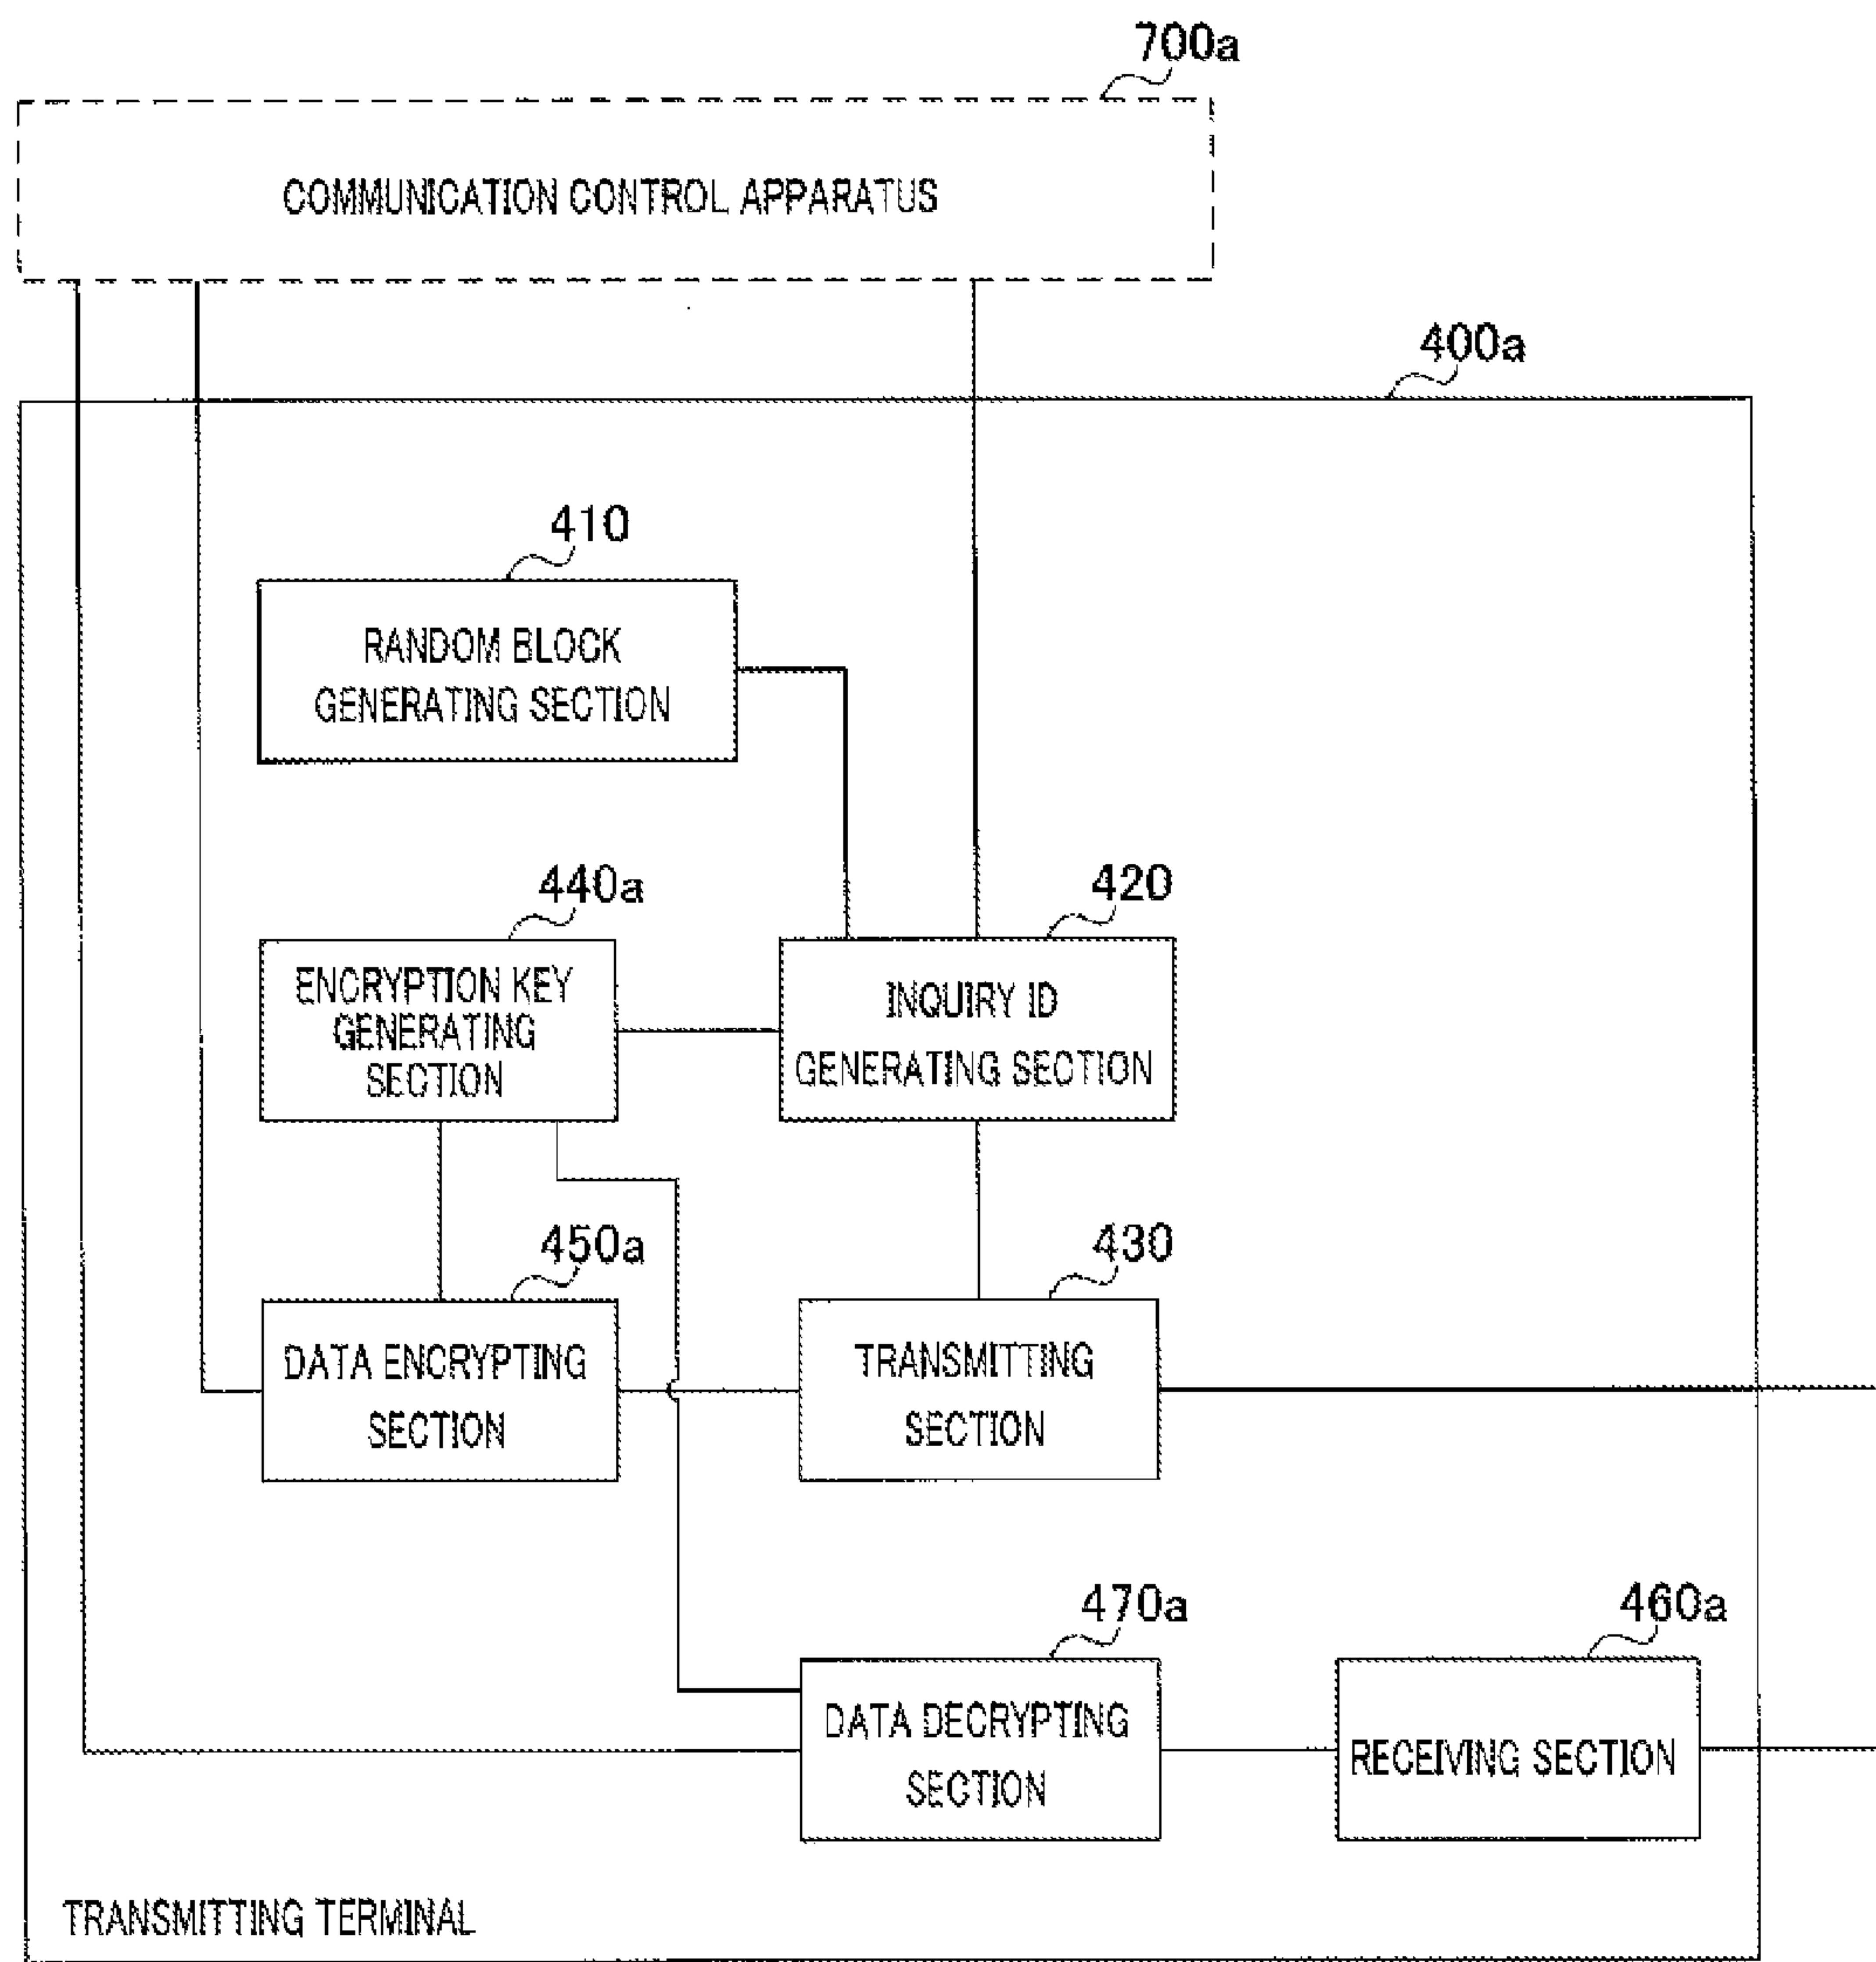 700a
COMMUNICATION CONTROL APPARATUS
400a
410
RANDOM BLOCK
GENERATING SECTION
440a
420
ENCRYPTION KEY
GENERATING
SECTION
INQUIRY ID
GENERATING SECTION
450a
430
DATA ENCRYPTING
SECTION
TRANSMITTING
SECTION
470a
460a
DATA DECRYPTING
SECTION
RECEIVING SECTION
TRANSMITTING TERMINAL